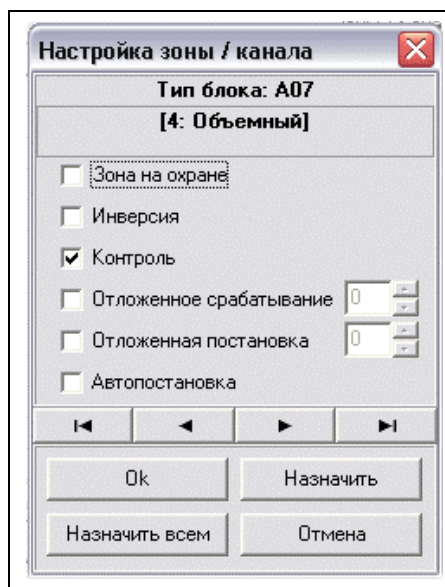 Настройка зоны / канала
Тип блока: А07
[4: Объемный]
Зона на охране
Инверсия
Контроль
Отложенное срабатывание 0
Отложенная постановка 0
Автопостановка
Ok Назначить
Назначить всем Отмена